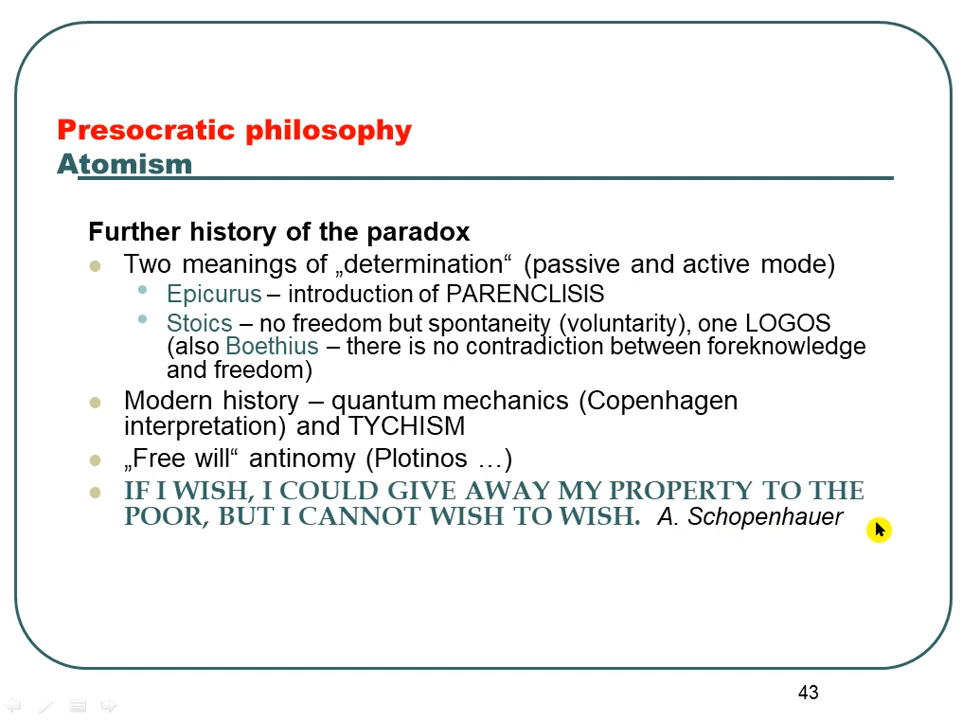 Presocratic philosophy
Atomism
Further history of the paradox
Two meanings of „determination“ (passive and active mode)
Epicurus – introduction of PARENCLISIS
Stoics – no freedom but spontaneity (voluntarity), one LOGOS
(also Boethius – there is no contradiction between foreknowledge
and freedom)
Modern history – quantum mechanics (Copenhagen
interpretation) and TYCHISM
„Free will“ antinomy (Plotinos …)
IF I WISH, I COULD GIVE AWAY MY PROPERTY TO THE
POOR, BUT I CANNOT WISH TO WISH. A. Schopenhauer
43